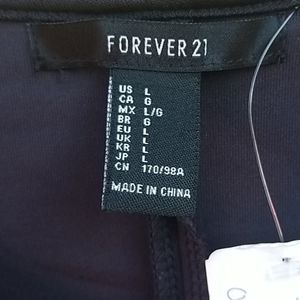 FOREVER 21
US L
CA G
MX L/G
BR G
EU L
UK L
KR L
JP L
CN 170/98A
MADE IN CHINA